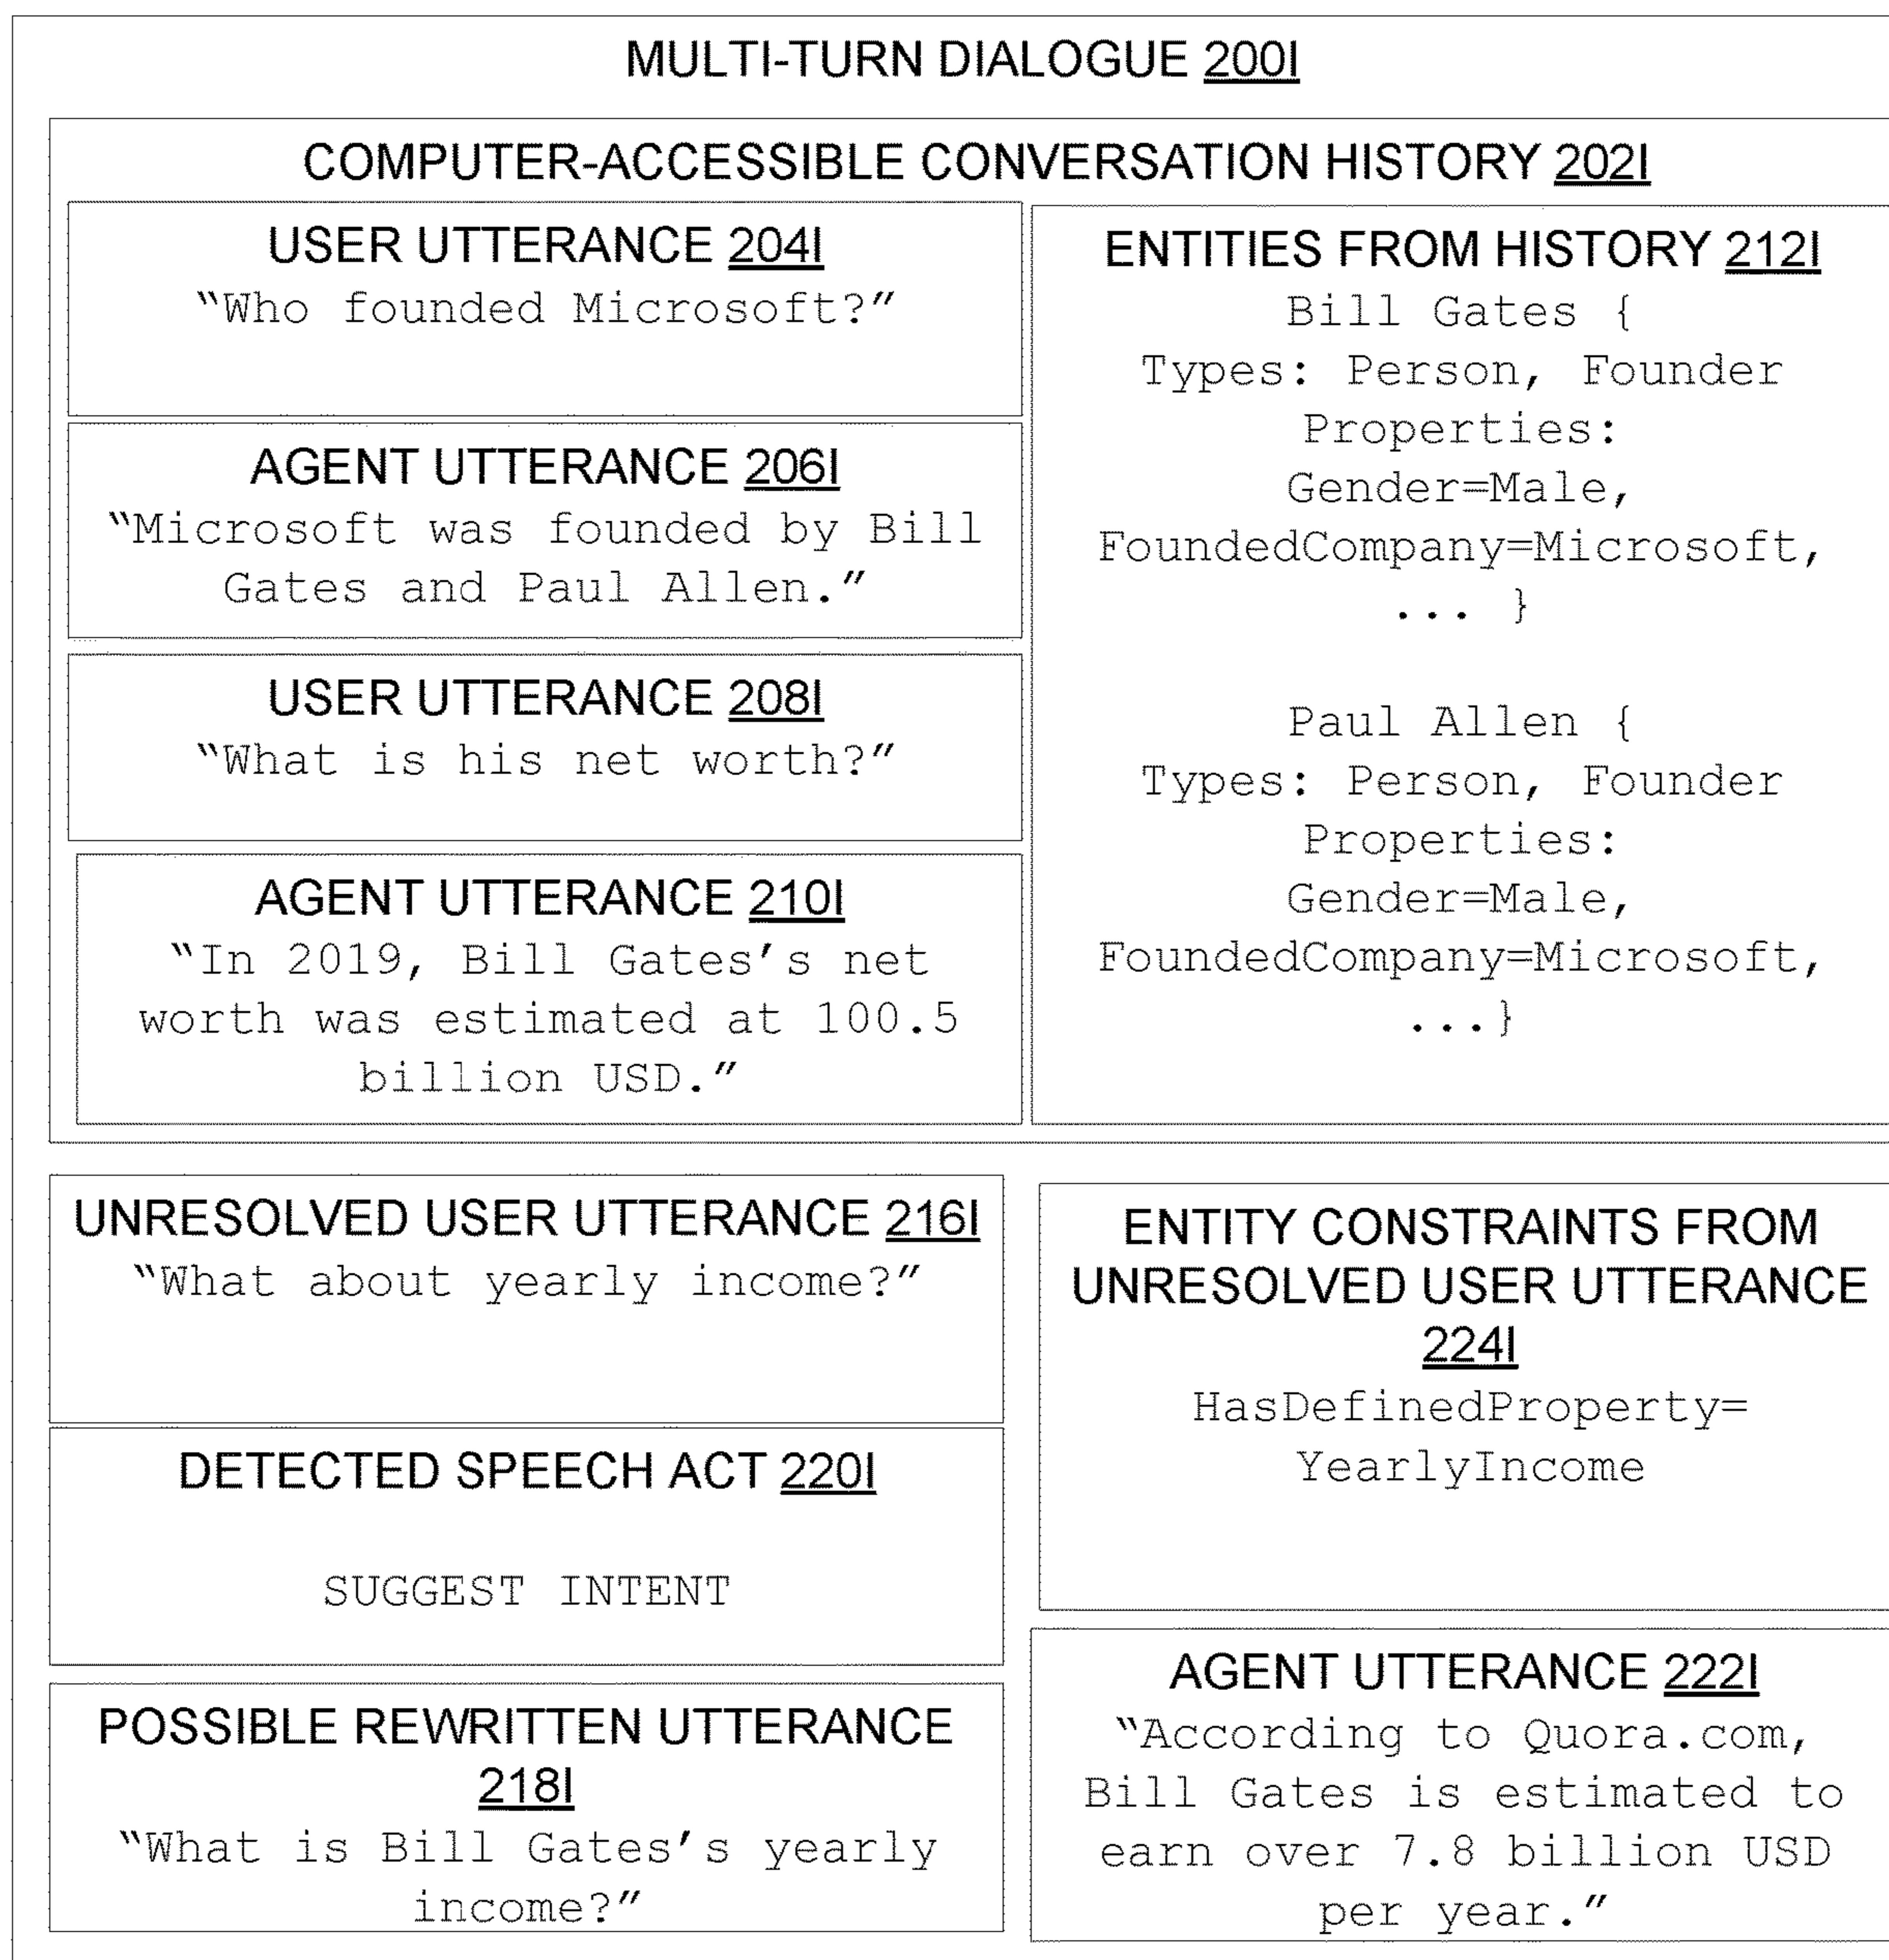 MULTI-TURN DIALOGUE 200I
COMPUTER-ACCESSIBLE CONVERSATION HISTORY 202I
USER UTTERANCE 204I
“Who founded Microsoft?”
AGENT UTTERANCE 206I
“Microsoft was founded by Bill
Gates and Paul Allen.”
USER UTTERANCE 208I
“What is his net worth?”
AGENT UTTERANCE 210I
“In 2019, Bill Gates’s net
worth was estimated at 100.5
billion USD.”
ENTITIES FROM HISTORY 212I
Bill Gates {
Types: Person, Founder
Properties:
Gender=Male,
FoundedCompany=Microsoft,
... }
Paul Allen {
Types: Person, Founder
Properties:
Gender=Male,
FoundedCompany=Microsoft,
...}
UNRESOLVED USER UTTERANCE 216I
“What about yearly income?”
DETECTED SPEECH ACT 220I
SUGGEST INTENT
POSSIBLE REWRITTEN UTTERANCE
218I
“What is Bill Gates’s yearly
income?”
ENTITY CONSTRAINTS FROM
UNRESOLVED USER UTTERANCE
224I
HasDefinedProperty=
YearlyIncome
AGENT UTTERANCE 222I
“According to Quora.com,
Bill Gates is estimated to
earn over 7.8 billion USD
per year.”